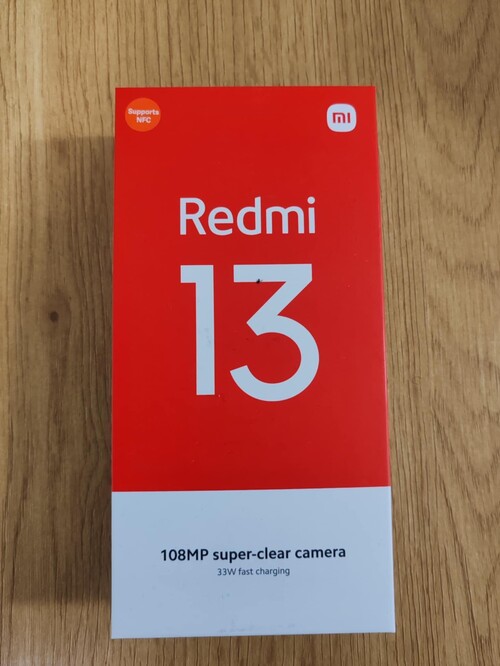 Supports
NFC
mi
Redmi
13
108MP super-clear camera
33W fast charging